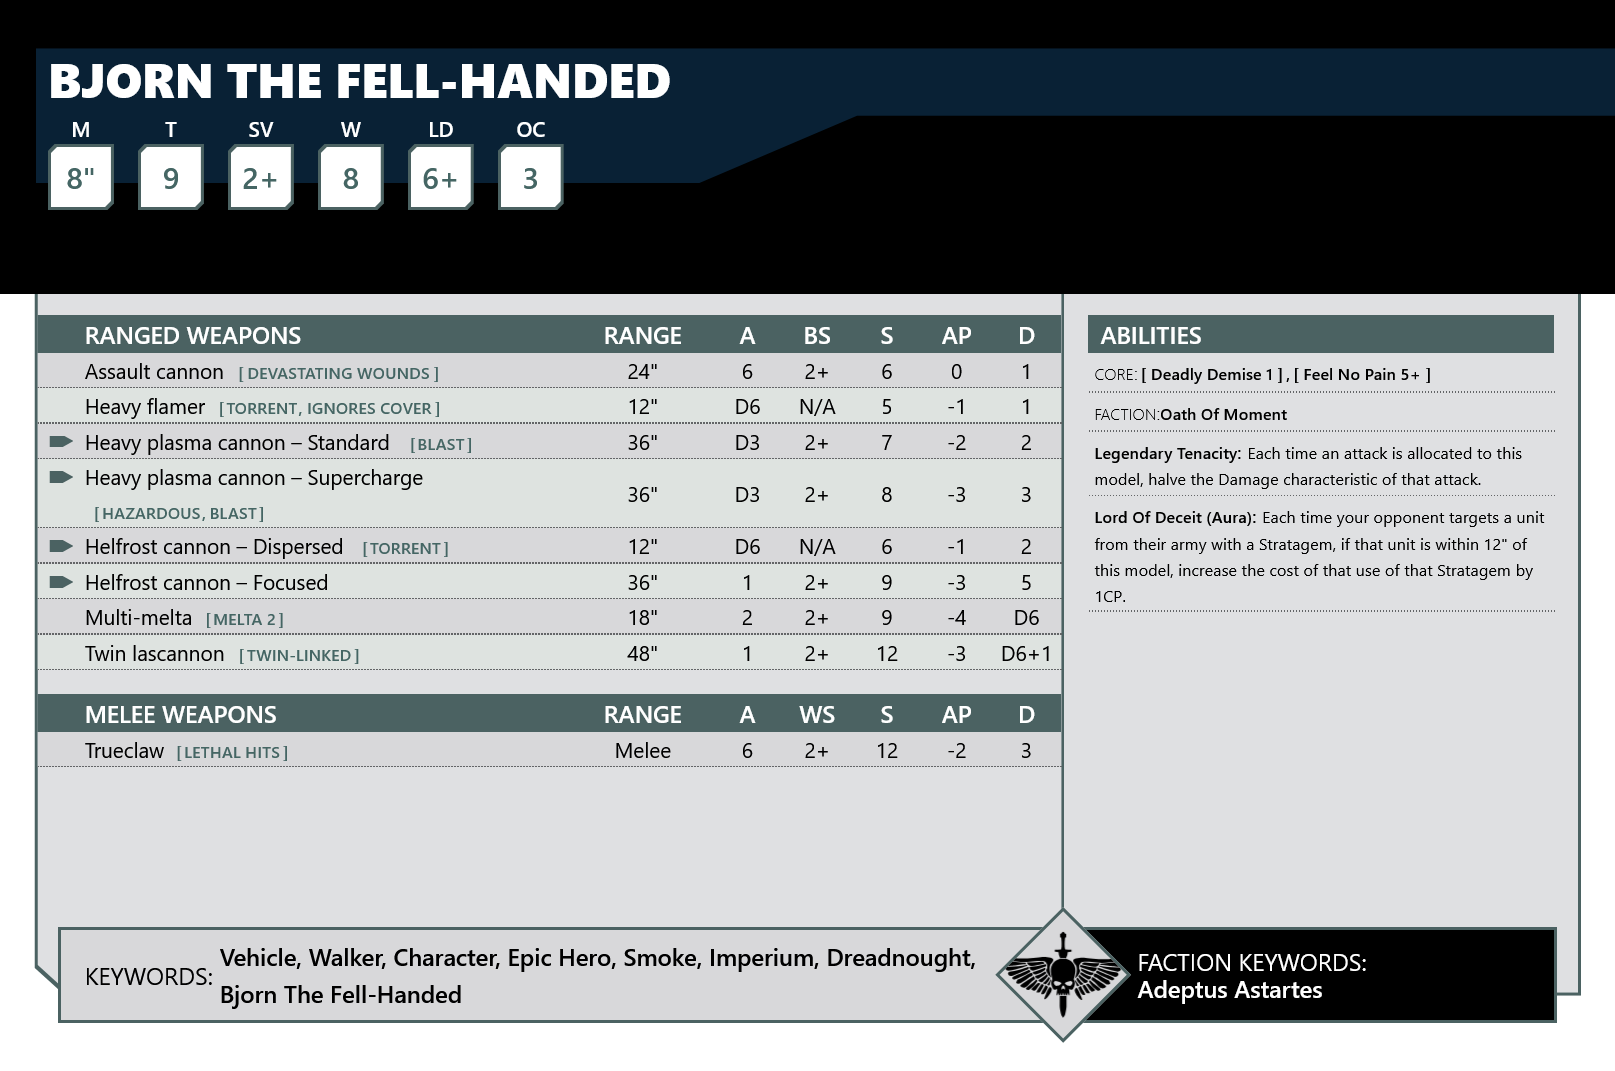 BJORN THE FELL-HANDED
M T SV W LD OC
8" 9 2+ 8 6+ 3
RANGED WEAPONS RANGE A BS S AP D
Assault cannon [ DEVASTATING WOUNDS ] 24" 6 2+ 6 0 1
Heavy flamer [ TORRENT, IGNORES COVER ] 12" D6 N/A 5 -1 1
Heavy plasma cannon – Standard [ BLAST ] 36" D3 2+ 7 -2 2
Heavy plasma cannon – Supercharge
[ HAZARDOUS, BLAST ] 36" D3 2+ 8 -3 3
Helfrost cannon – Dispersed [ TORRENT ] 12" D6 N/A 6 -1 2
Helfrost cannon – Focused 36" 1 2+ 9 -3 5
Multi-melta [ MELTA 2 ] 18" 2 2+ 9 -4 D6
Twin lascannon [ TWIN-LINKED ] 48" 1 2+ 12 -3 D6+1
MELEE WEAPONS RANGE A WS S AP D
Trueclaw [ LETHAL HITS ] Melee 6 2+ 12 -2 3
ABILITIES
CORE: [ Deadly Demise 1 ] , [ Feel No Pain 5+ ]
FACTION:Oath Of Moment
Legendary Tenacity: Each time an attack is allocated to this
model, halve the Damage characteristic of that attack.
Lord Of Deceit (Aura): Each time your opponent targets a unit
from their army with a Stratagem, if that unit is within 12" of
this model, increase the cost of that use of that Stratagem by
1CP.
KEYWORDS: Vehicle, Walker, Character, Epic Hero, Smoke, Imperium, Dreadnought,
Bjorn The Fell-Handed
FACTION KEYWORDS:
Adeptus Astartes